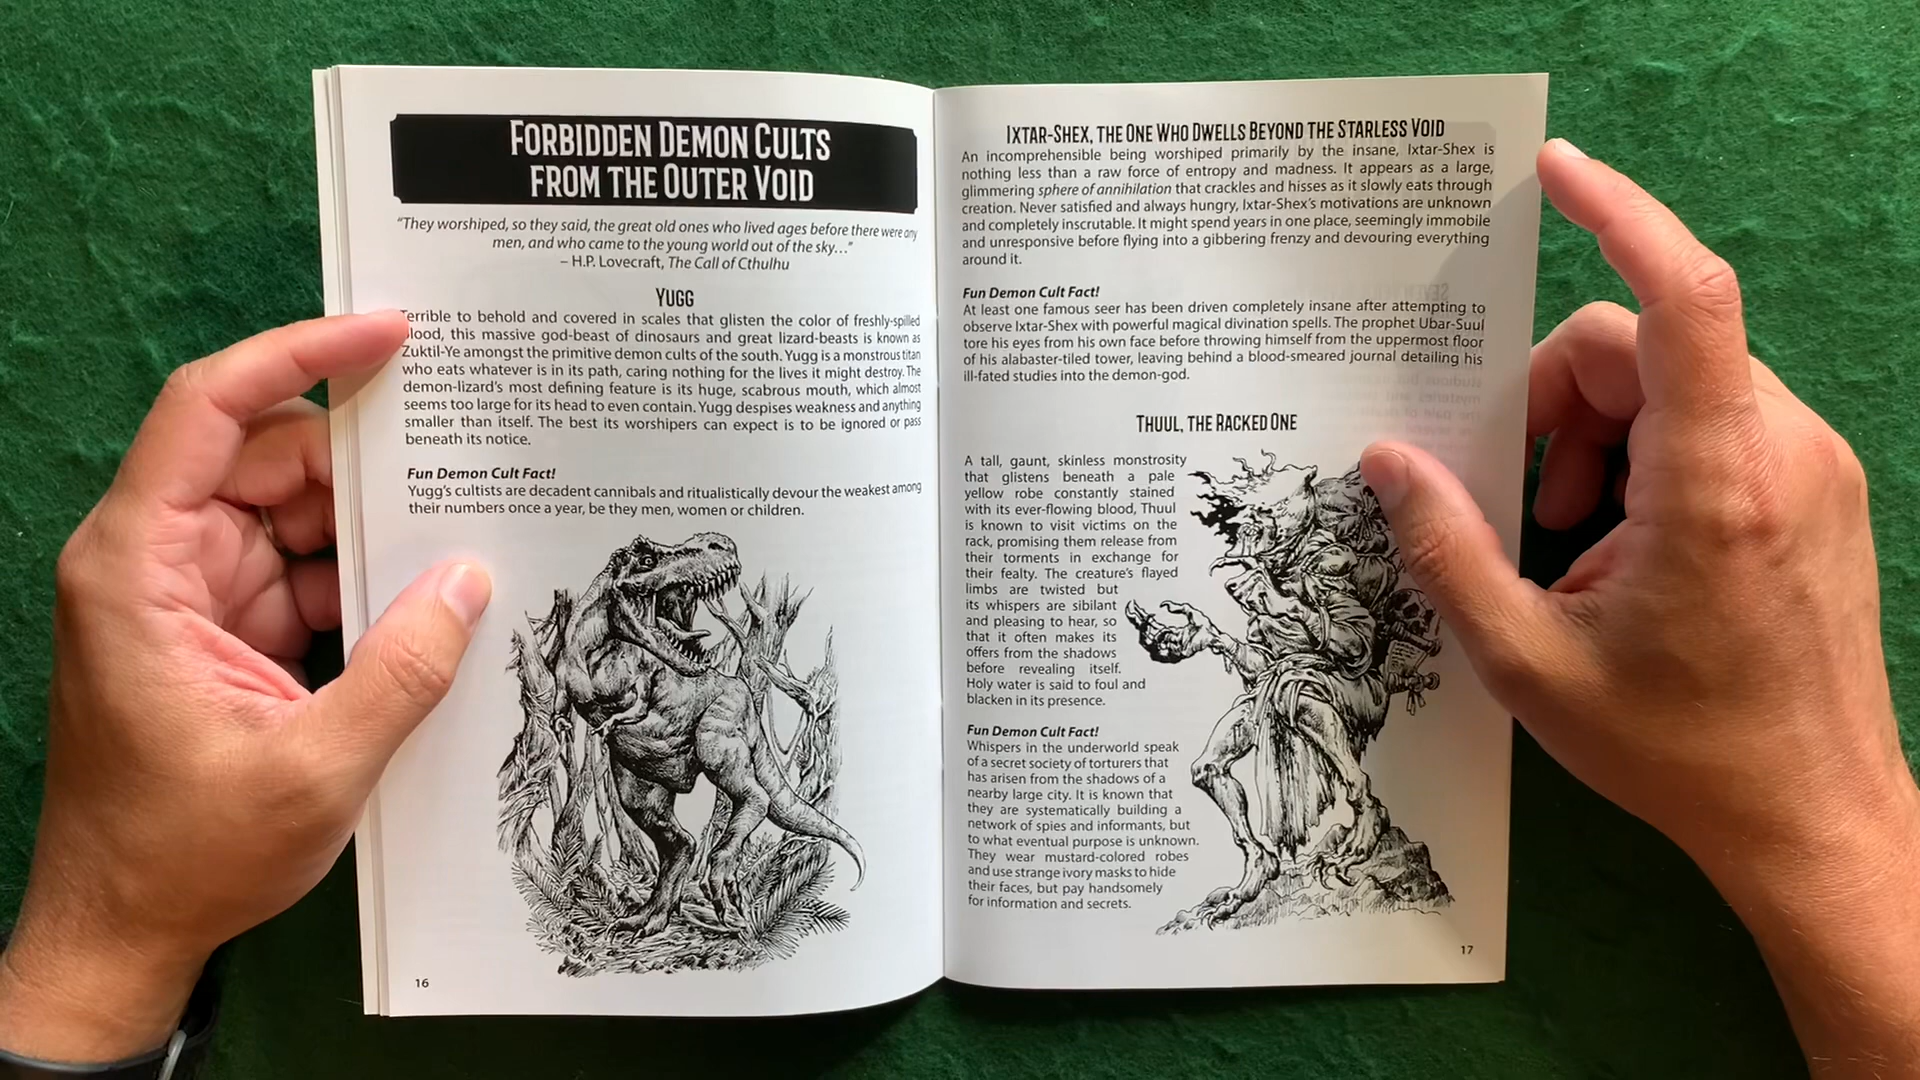 FORBIDDEN DEMON CULTS
FROM THE OUTER VOID
“They worshiped, so they said, the great old ones who lived ages before there were any
men, and who came to the young world out of the sky…”
– H.P. Lovecraft, The Call of Cthulhu
YUGG
Terrible to behold and covered in scales that glisten the color of freshly-spilled
blood, this massive god-beast of dinosaurs and great lizard-beasts is known as
Zuktil-Ye amongst the primitive demon cults of the south. Yugg is a monstrous titan
who eats whatever is in its path, caring nothing for the lives it might destroy. The
demon-lizard’s most defining feature is its huge, scabrous mouth, which almost
seems too large for its head to even contain. Yugg despises weakness and anything
smaller than itself. The best its worshipers can expect is to be ignored or pass
beneath its notice.
Fun Demon Cult Fact!
Yugg’s cultists are decadent cannibals and ritualistically devour the weakest among
their numbers once a year, be they men, women or children.
16
IXTAR-SHEX, THE ONE WHO DWELLS BEYOND THE STARLESS VOID
An incomprehensible being worshiped primarily by the insane, Ixtar-Shex is
nothing less than a raw force of entropy and madness. It appears as a large,
glimmering sphere of annihilation that crackles and hisses as it slowly eats through
creation. Never satisfied and always hungry, Ixtar-Shex’s motivations are unknown
and completely inscrutable. It might spend years in one place, seemingly immobile
and unresponsive before flying into a gibbering frenzy and devouring everything
around it.
Fun Demon Cult Fact!
At least one famous seer has been driven completely insane after attempting to
observe Ixtar-Shex with powerful magical divination spells. The prophet Ubar-Suul
tore his eyes from his own face before throwing himself from the uppermost floor
of his alabaster-tiled tower, leaving behind a blood-smeared journal detailing his
ill-fated studies into the demon-god.
THUUL, THE RACKED ONE
A tall, gaunt, skinless monstrosity
that glistens beneath a pale
yellow robe constantly stained
with its ever-flowing blood, Thuul
is known to visit victims on the
rack, promising them release from
their torments in exchange for
their fealty. The creature’s flayed
limbs are twisted but
its whispers are sibilant
and pleasing to hear, so
that it often makes its
offers from the shadows
before revealing itself.
Holy water is said to foul and
blacken in its presence.
Fun Demon Cult Fact!
Whispers in the underworld speak
of a secret society of torturers that
has arisen from the shadows of a
nearby large city. It is known that
they are systematically building a
network of spies and informants, but
to what eventual purpose is unknown.
They wear mustard-colored robes
and use strange ivory masks to hide
their faces, but pay handsomely
for information and secrets.
17